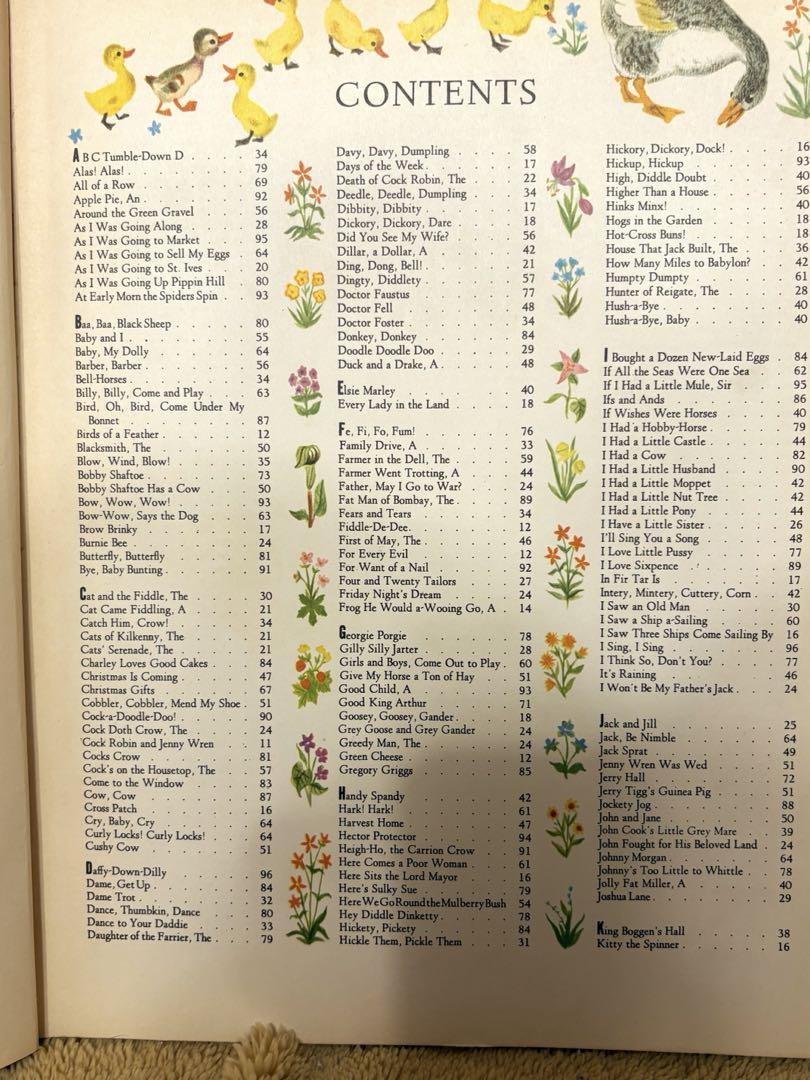 CONTENTS
A B C Tumble-Down D . . . . 34
Alas! Alas! . . . . . . . 79
All of a Row . . . . . . 69
Apple Pie, An . . . . . . 92
Around the Green Gravel . . . 56
As I Was Going Along . . . . 28
As I Was Going to Market . . . 95
As I Was Going to Sell My Eggs . 64
As I Was Going to St. Ives . . . 20
As I Was Going Up Pippin Hill . 80
At Early Morn the Spiders Spin . . 93
Baa, Baa, Black Sheep . . . . . 80
Baby and I . . . . . . . 55
Baby, My Dolly . . . . . 64
Barber, Barber . . . . . . 56
Bell-Horses . . . . . . . 34
Billy, Billy, Come and Play . . . 63
Bird, Oh, Bird, Come Under My
Bonnet . . . . . . . 87
Birds of a Feather . . . . . . 12
Blacksmith, The . . . . . 50
Blow, Wind, Blow! . . . . . 35
Bobby Shaftoe . . . . . . 73
Bobby Shaftoe Has a Cow . . . 50
Bow, Wow, Wow! . . . . . 93
Bow-Wow, Says the Dog . . . 63
Brow Brinky . . . . . . 17
Burnie Bee . . . . . . . 24
Butterfly, Butterfly . . . . . 81
Bye, Baby Bunting . . . . . 91
Cat and the Fiddle, The . . . . 30
Cat Came Fiddling, A . . . . 21
Catch Him, Crow! . . . . . 34
Cats of Kilkenny, The . . . . 21
Cats' Serenade, The . . . . . 21
Charley Loves Good Cakes . . . 84
Christmas Is Coming . . . . . 47
Christmas Gifts . . . . . . 67
Cobbler, Cobbler, Mend My Shoe . 51
Cock-a-Doodle-Doo! . . . . . 90
Cock Doth Crow, The . . . . 24
Cock Robin and Jenny Wren . . 11
Cocks Crow . . . . . . . 81
Cock's on the Housetop, The . . 57
Come to the Window . . . . 83
Cow, Cow . . . . . . . 87
Cross Patch . . . . . . . 16
Cry, Baby, Cry . . . . . . 64
Curly Locks! Curly Locks! . . . 64
Cushy Cow . . . . . . . 51
Daffy-Down-Dilly . . . . . . 96
Dame, Get Up . . . . . . 84
Dame Trot . . . . . . . 32
Dance, Thumbkin, Dance . . . 80
Dance to Your Daddie . . . . 33
Daughter of the Farrier, The . . . 79
Davy, Davy, Dumpling . . . . 58
Days of the Week . . . . . . 17
Death of Cock Robin, The . . . 22
Deedle, Deedle, Dumpling . . . 34
Dibbity, Dibbity . . . . . . 17
Dickory, Dickory, Dare . . . . 18
Did You See My Wife? . . . . 56
Dillar, a Dollar, A . . . . . 42
Ding, Dong, Bell! . . . . . . 21
Dingty, Diddlety . . . . . . 57
Doctor Faustus . . . . . . 77
Doctor Fell . . . . . . . 48
Doctor Foster . . . . . . 34
Donkey, Donkey . . . . . . 84
Doodle Doodle Doo . . . . . 29
Duck and a Drake, A . . . . . 48
Elsie Marley . . . . . . . 40
Every Lady in the Land . . . . 18
Fe, Fi, Fo, Fum! . . . . . . 76
Family Drive, A . . . . . . 33
Farmer in the Dell, The . . . . 59
Farmer Went Trotting, A . . . 44
Father, May I Go to War? . . . 24
Fat Man of Bombay, The . . . . 89
Fears and Tears . . . . . . 34
Fiddle-De-Dee . . . . . . . 12
First of May, The . . . . . . 46
For Every Evil . . . . . . 12
For Want of a Nail . . . . . 92
Four and Twenty Tailors . . . 27
Friday Night's Dream . . . . 24
Frog He Would a-Wooing Go, A . 14
Georgie Porgie . . . . . . 78
Gilly Silly Jarter . . . . . . 28
Girls and Boys, Come Out to Play . 60
Give My Horse a Ton of Hay . . 51
Good Child, A . . . . . . 93
Good King Arthur . . . . . 71
Goosey, Goosey, Gander . . . . 18
Grey Goose and Grey Gander . . 24
Greedy Man, The . . . . . . 24
Green Cheese . . . . . . . 12
Gregory Griggs . . . . . . 85
Handy Spandy . . . . . . 42
Hark! Hark! . . . . . . . 61
Harvest Home . . . . . . 47
Hector Protector . . . . . . 94
Heigh-Ho, the Carrion Crow . . 91
Here Comes a Poor Woman . . . 61
Here Sits the Lord Mayor . . . 16
Here's Sulky Sue . . . . . . 79
Here We Go Round the Mulberry Bush 54
Hey Diddle Dinketty . . . . . 78
Hickety, Pickety . . . . . . 84
Hickle Them, Pickle Them . . . 31
Hickory, Dickory, Dock! . . . . 16
Hickup, Hickup . . . . . . 93
High, Diddle Doubt . . . . . 40
Higher Than a House . . . . . 56
Hinks Minx! . . . . . . . 40
Hogs in the Garden . . . . . 18
Hot-Cross Buns! . . . . . . 18
House That Jack Built, The . . . 36
How Many Miles to Babylon? . . 42
Humpty Dumpty . . . . . . 61
Hunter of Reigate, The . . . . 28
Hush-a-Bye . . . . . . . 40
Hush-a-Bye, Baby . . . . . 40
I Bought a Dozen New-Laid Eggs . 84
If All the Seas Were One Sea . . 62
If I Had a Little Mule, Sir . . . 95
Ifs and Ands . . . . . . . 86
If Wishes Were Horses . . . . 40
I Had a Hobby-Horse . . . . . 79
I Had a Little Castle . . . . . 44
I Had a Cow . . . . . . . 82
I Had a Little Husband . . . . 90
I Had a Little Moppet . . . . 42
I Had a Little Nut Tree . . . . 42
I Had a Little Pony . . . . . 44
I Have a Little Sister . . . . . 26
I'll Sing You a Song . . . . . 48
I Love Little Pussy . . . . . 77
I Love Sixpence . . . . . . 89
In Fir Tar Is . . . . . . . 17
Intery, Mintery, Cuttery, Corn . . 42
I Saw an Old Man . . . . . 30
I Saw a Ship a-Sailing . . . . 60
I Saw Three Ships Come Sailing By 16
I Sing, I Sing . . . . . . . 96
I Think So, Don't You? . . . . 77
It's Raining . . . . . . . 46
I Won't Be My Father's Jack . . . 24
Jack and Jill . . . . . . . 25
Jack, Be Nimble . . . . . . 64
Jack Sprat . . . . . . . 49
Jenny Wren Was Wed . . . . 51
Jerry Hall . . . . . . . 72
Jerry Tigg's Guinea Pig . . . . 51
Jockety Jog . . . . . . . 88
John and Jane . . . . . . 50
John Cook's Little Grey Mare . . 39
John Fought for His Beloved Land . 24
Johnny Morgan . . . . . . 64
Johnny's Too Little to Whittle . . 78
Jolly Fat Miller, A . . . . . 40
Joshua Lane . . . . . . . 29
King Boggen's Hall . . . . . 38
Kitty the Spinner . . . . . . 16